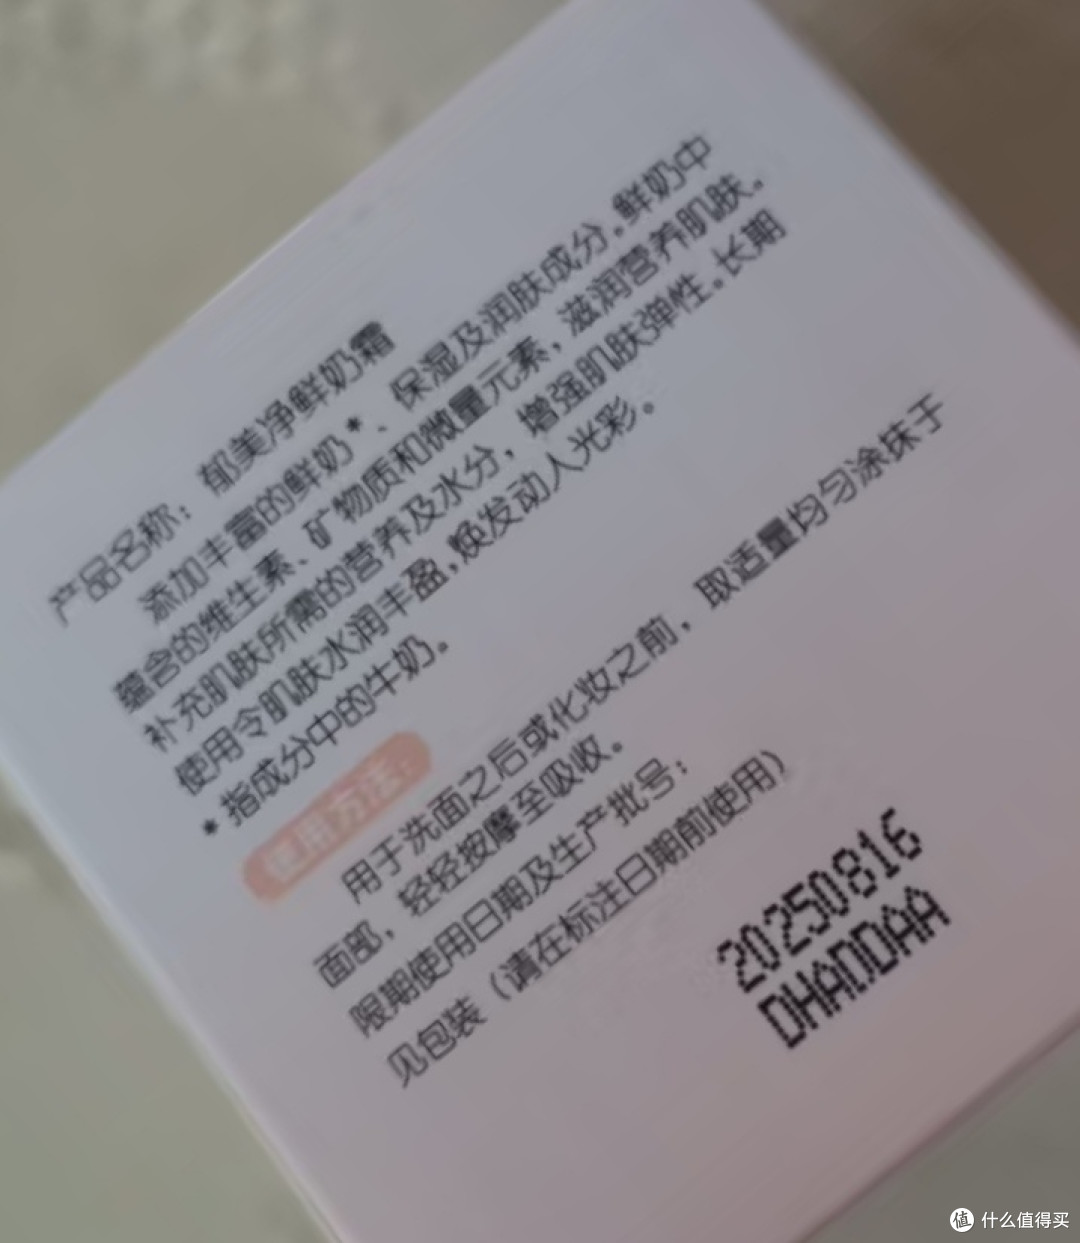 产品名称：郁美净鲜奶霜
添加丰富的鲜奶*、保湿及润肤成分。鲜奶中
蕴含的维生素、矿物质和微量元素，滋润营养肌肤。
补充肌肤所需的营养及水分，增强肌肤弹性。长期
使用令肌肤水润丰盈，焕发动人光彩。
*指成分中的牛奶。
使用方法：
用于洗面之后或化妆之前，取适量均匀涂抹于
面部，轻轻按摩至吸收。
限期使用日期及生产批号：
见包装（请在标注日期前使用）
20250816
DHANDAA
值 什么值得买